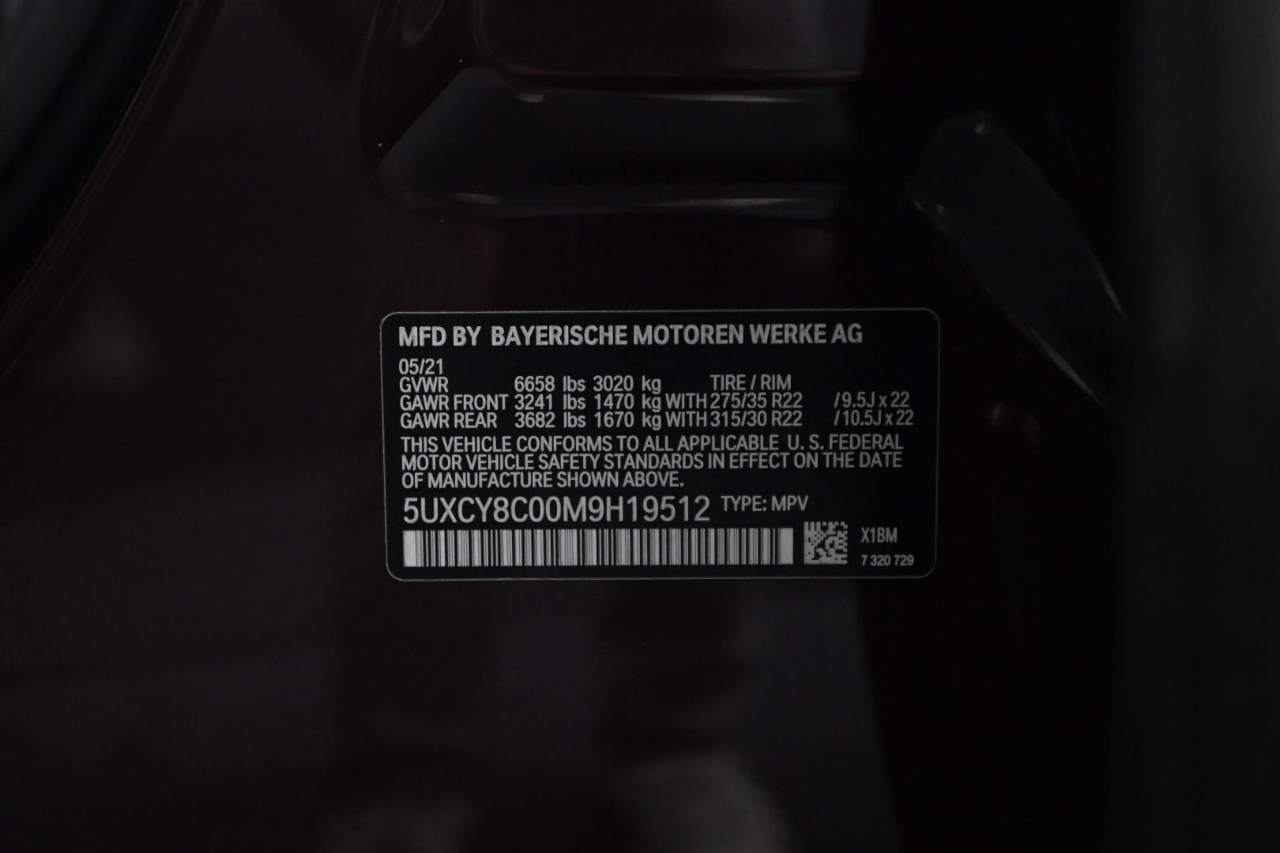 MFD BY BAYERISCHE MOTOREN WERKE AG
05/21
GVWR 6658 lbs 3020 kg TIRE / RIM
GAWR FRONT 3241 lbs 1470 kg WITH 275/35 R22 /9.5J x 22
GAWR REAR 3682 lbs 1670 kg WITH 315/30 R22 /10.5J x 22
THIS VEHICLE CONFORMS TO ALL APPLICABLE U. S. FEDERAL
MOTOR VEHICLE SAFETY STANDARDS IN EFFECT ON THE DATE
OF MANUFACTURE SHOWN ABOVE.
5UXCY8C00M9H19512 TYPE: MPV
X1BM
7 320 729